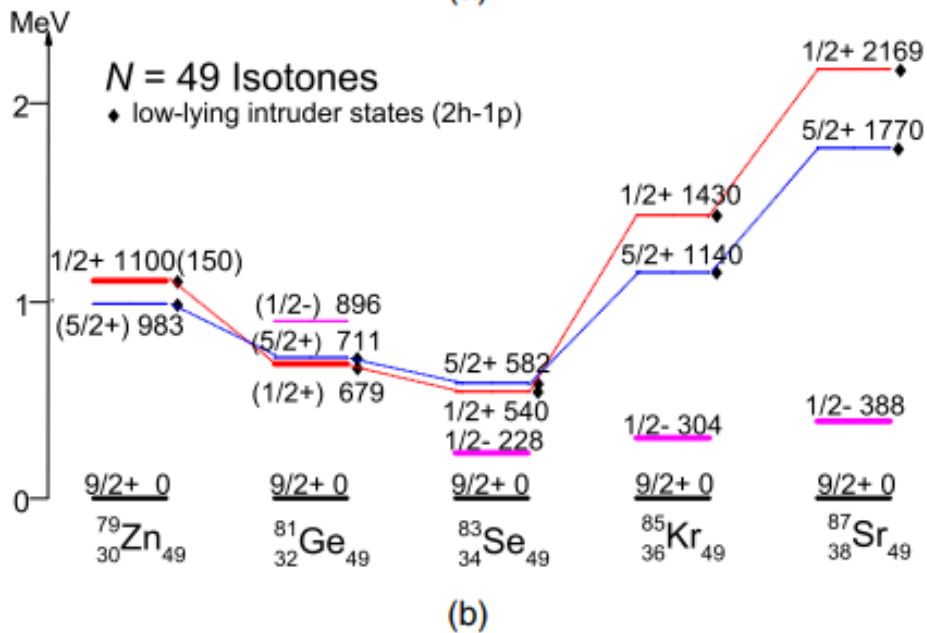 MeV
N = 49 Isotones
♦ low-lying intruder states (2h-1p)
2
1
0
1/2+ 1100(150)
(5/2+) 983
9/2+ 0
(1/2-) 896
(5/2+) 711
(1/2+) 679
9/2+ 0
5/2+ 582
1/2+ 540
1/2- 228
9/2+ 0
1/2+ 1430
5/2+ 1140
1/2- 304
9/2+ 0
1/2+ 2169
5/2+ 1770
1/2- 388
9/2+ 0
79 30 Zn 49
81 32 Ge 49
83 34 Se 49
85 36 Kr 49
87 38 Sr 49
(b)